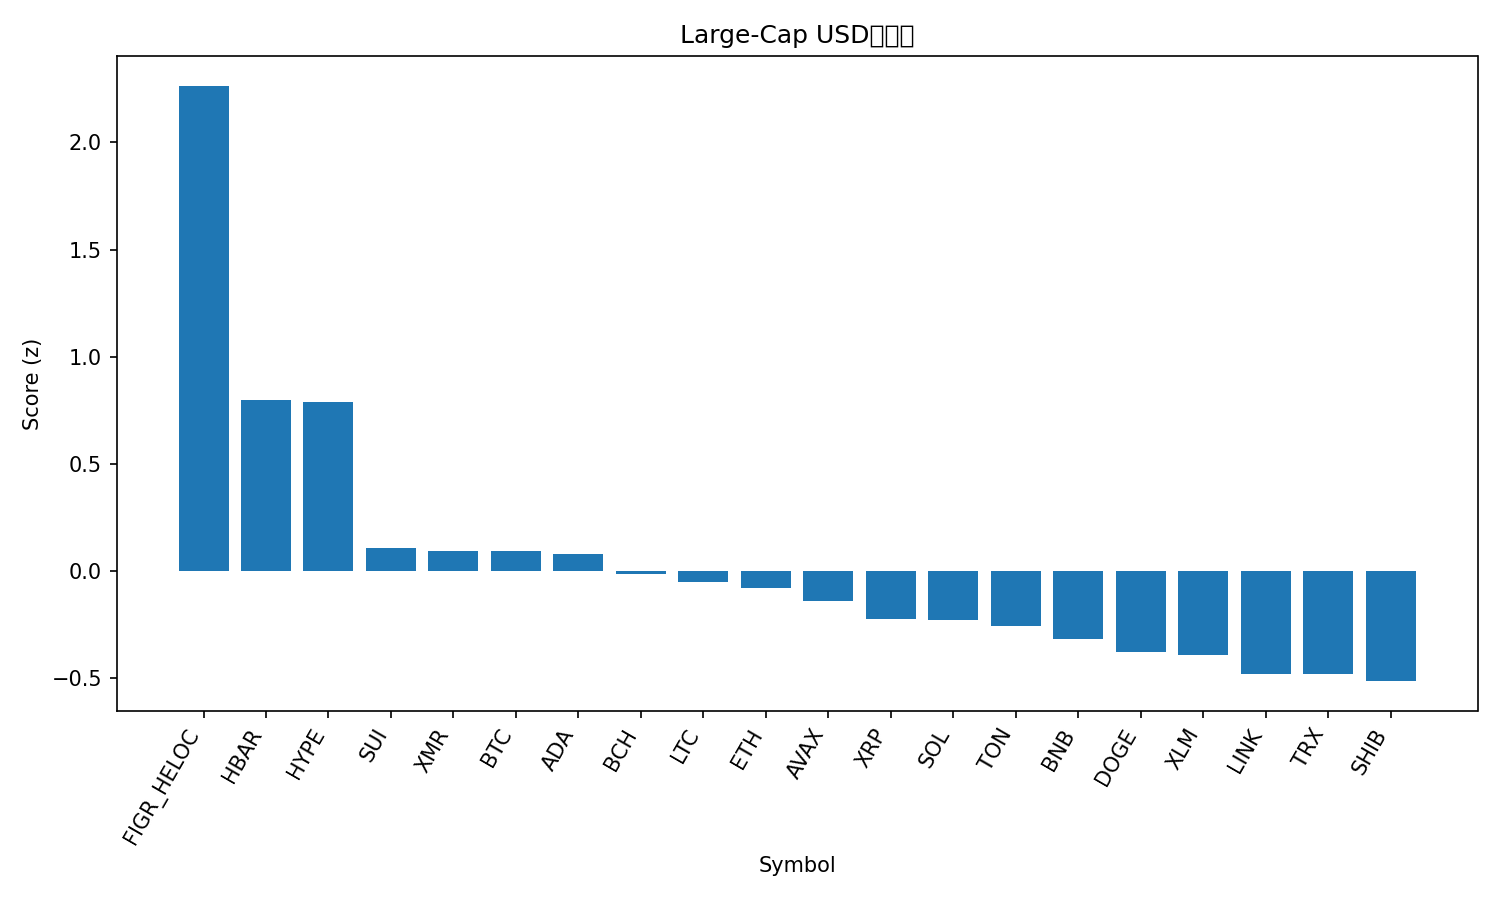 Large-Cap USD
Score (z)
2.0
1.5
1.0
0.5
0.0
−0.5
FIGR_HELOC
HBAR
HYPE
SUI
XMR
BTC
ADA
BCH
LTC
ETH
AVAX
XRP
SOL
TON
BNB
DOGE
XLM
LINK
TRX
SHIB
Symbol